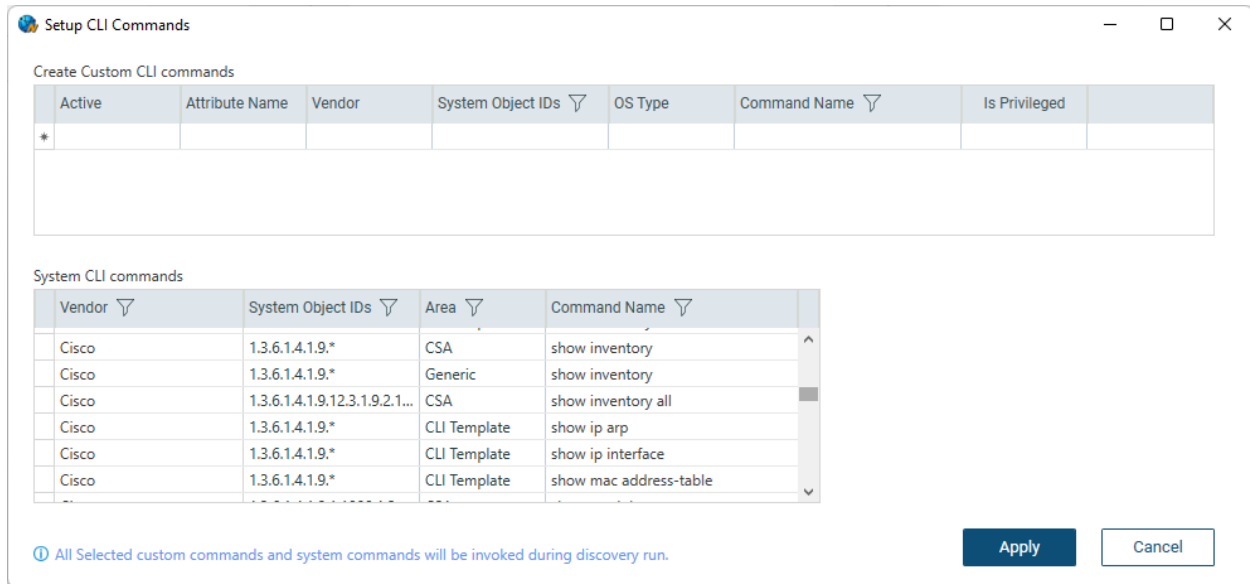 Setup CLI Commands
Create Custom CLI commands
Active Attribute Name Vendor System Object IDs OS Type Command Name Is Privileged
System CLI commands
Vendor System Object IDs Area Command Name
Cisco 1.3.6.1.4.1.9.* CSA show inventory
Cisco 1.3.6.1.4.1.9.* Generic show inventory
Cisco 1.3.6.1.4.1.9.12.3.1.9.2.1... CSA show inventory all
Cisco 1.3.6.1.4.1.9.* CLI Template show ip arp
Cisco 1.3.6.1.4.1.9.* CLI Template show ip interface
Cisco 1.3.6.1.4.1.9.* CLI Template show mac address-table
All Selected custom commands and system commands will be invoked during discovery run.
Apply Cancel